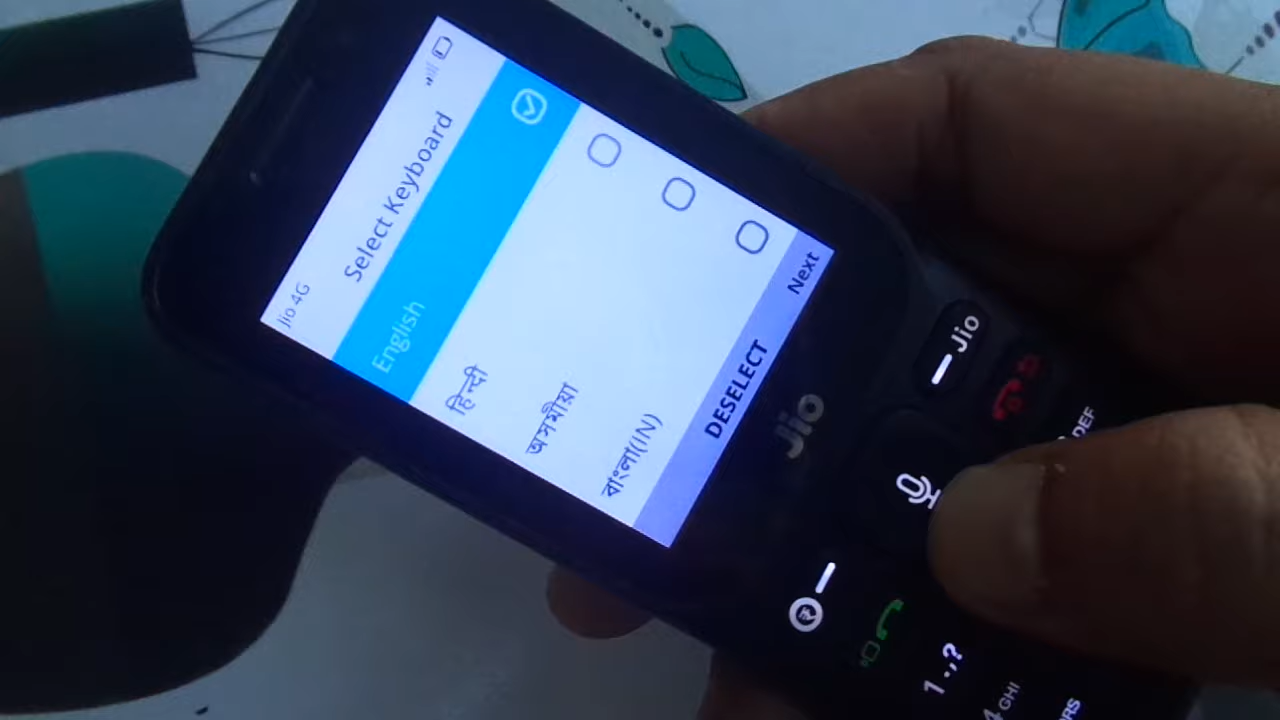 Jio 4G
Select Keyboard
English
हिन्दी
অসমীয়া
বাংলা(IN)
DESELECT
Next
Jio
Jio
1 .,?
DEF
4 GHI